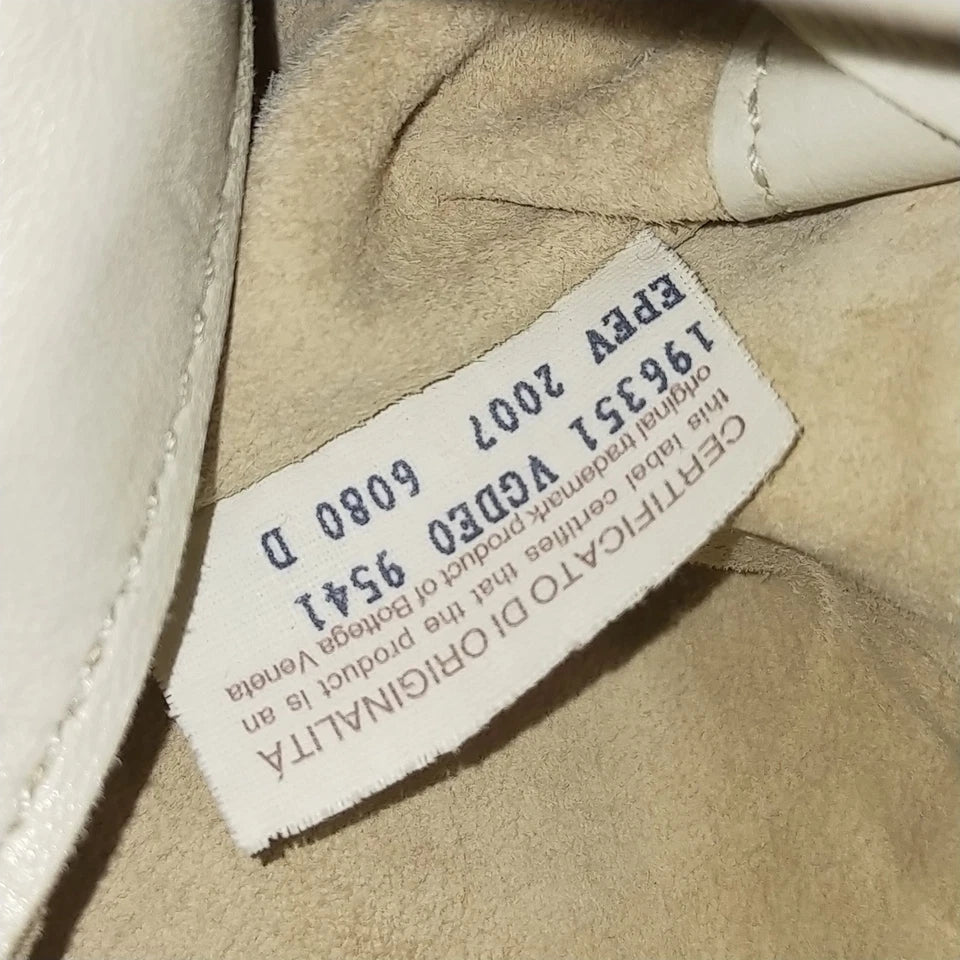 CERTIFICATO DI ORIGINALITÁ
this label certifies that the product is an
original trademark product of Bottega Veneta
196351 VGDE0 9541
EPEV 2007 6080 D